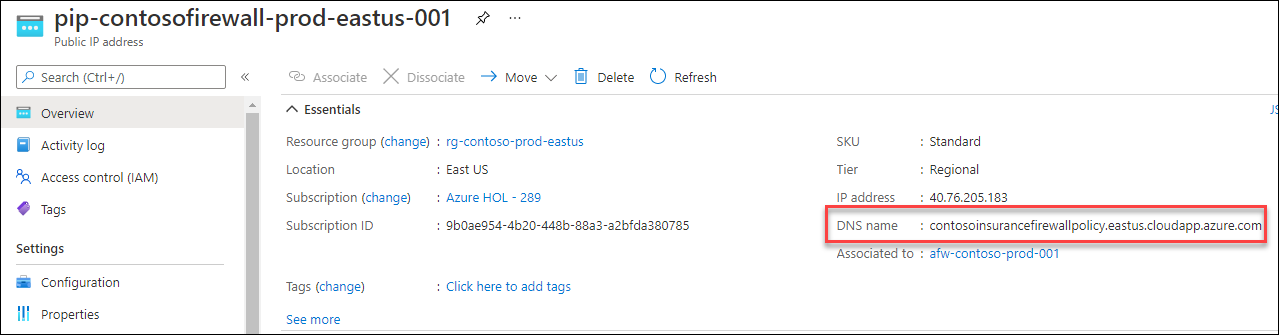 pip-contosofirewall-prod-eastus-001 ...
Public IP address
Search (Ctrl+/) «
Associate Dissociate Move Delete Refresh
Overview
Activity log
Access control (IAM)
Tags
Settings
Configuration
Properties
Essentials JS
Resource group (change) : rg-contoso-prod-eastus
Location : East US
Subscription (change) : Azure HOL - 289
Subscription ID : 9b0ae954-4b20-448b-88a3-a2bfda380785
SKU : Standard
Tier : Regional
IP address : 40.76.205.183
DNS name : contosoinsurancefirewallpolicy.eastus.cloudapp.azure.com
Associated to : afw-contoso-prod-001
Tags (change) : Click here to add tags
See more